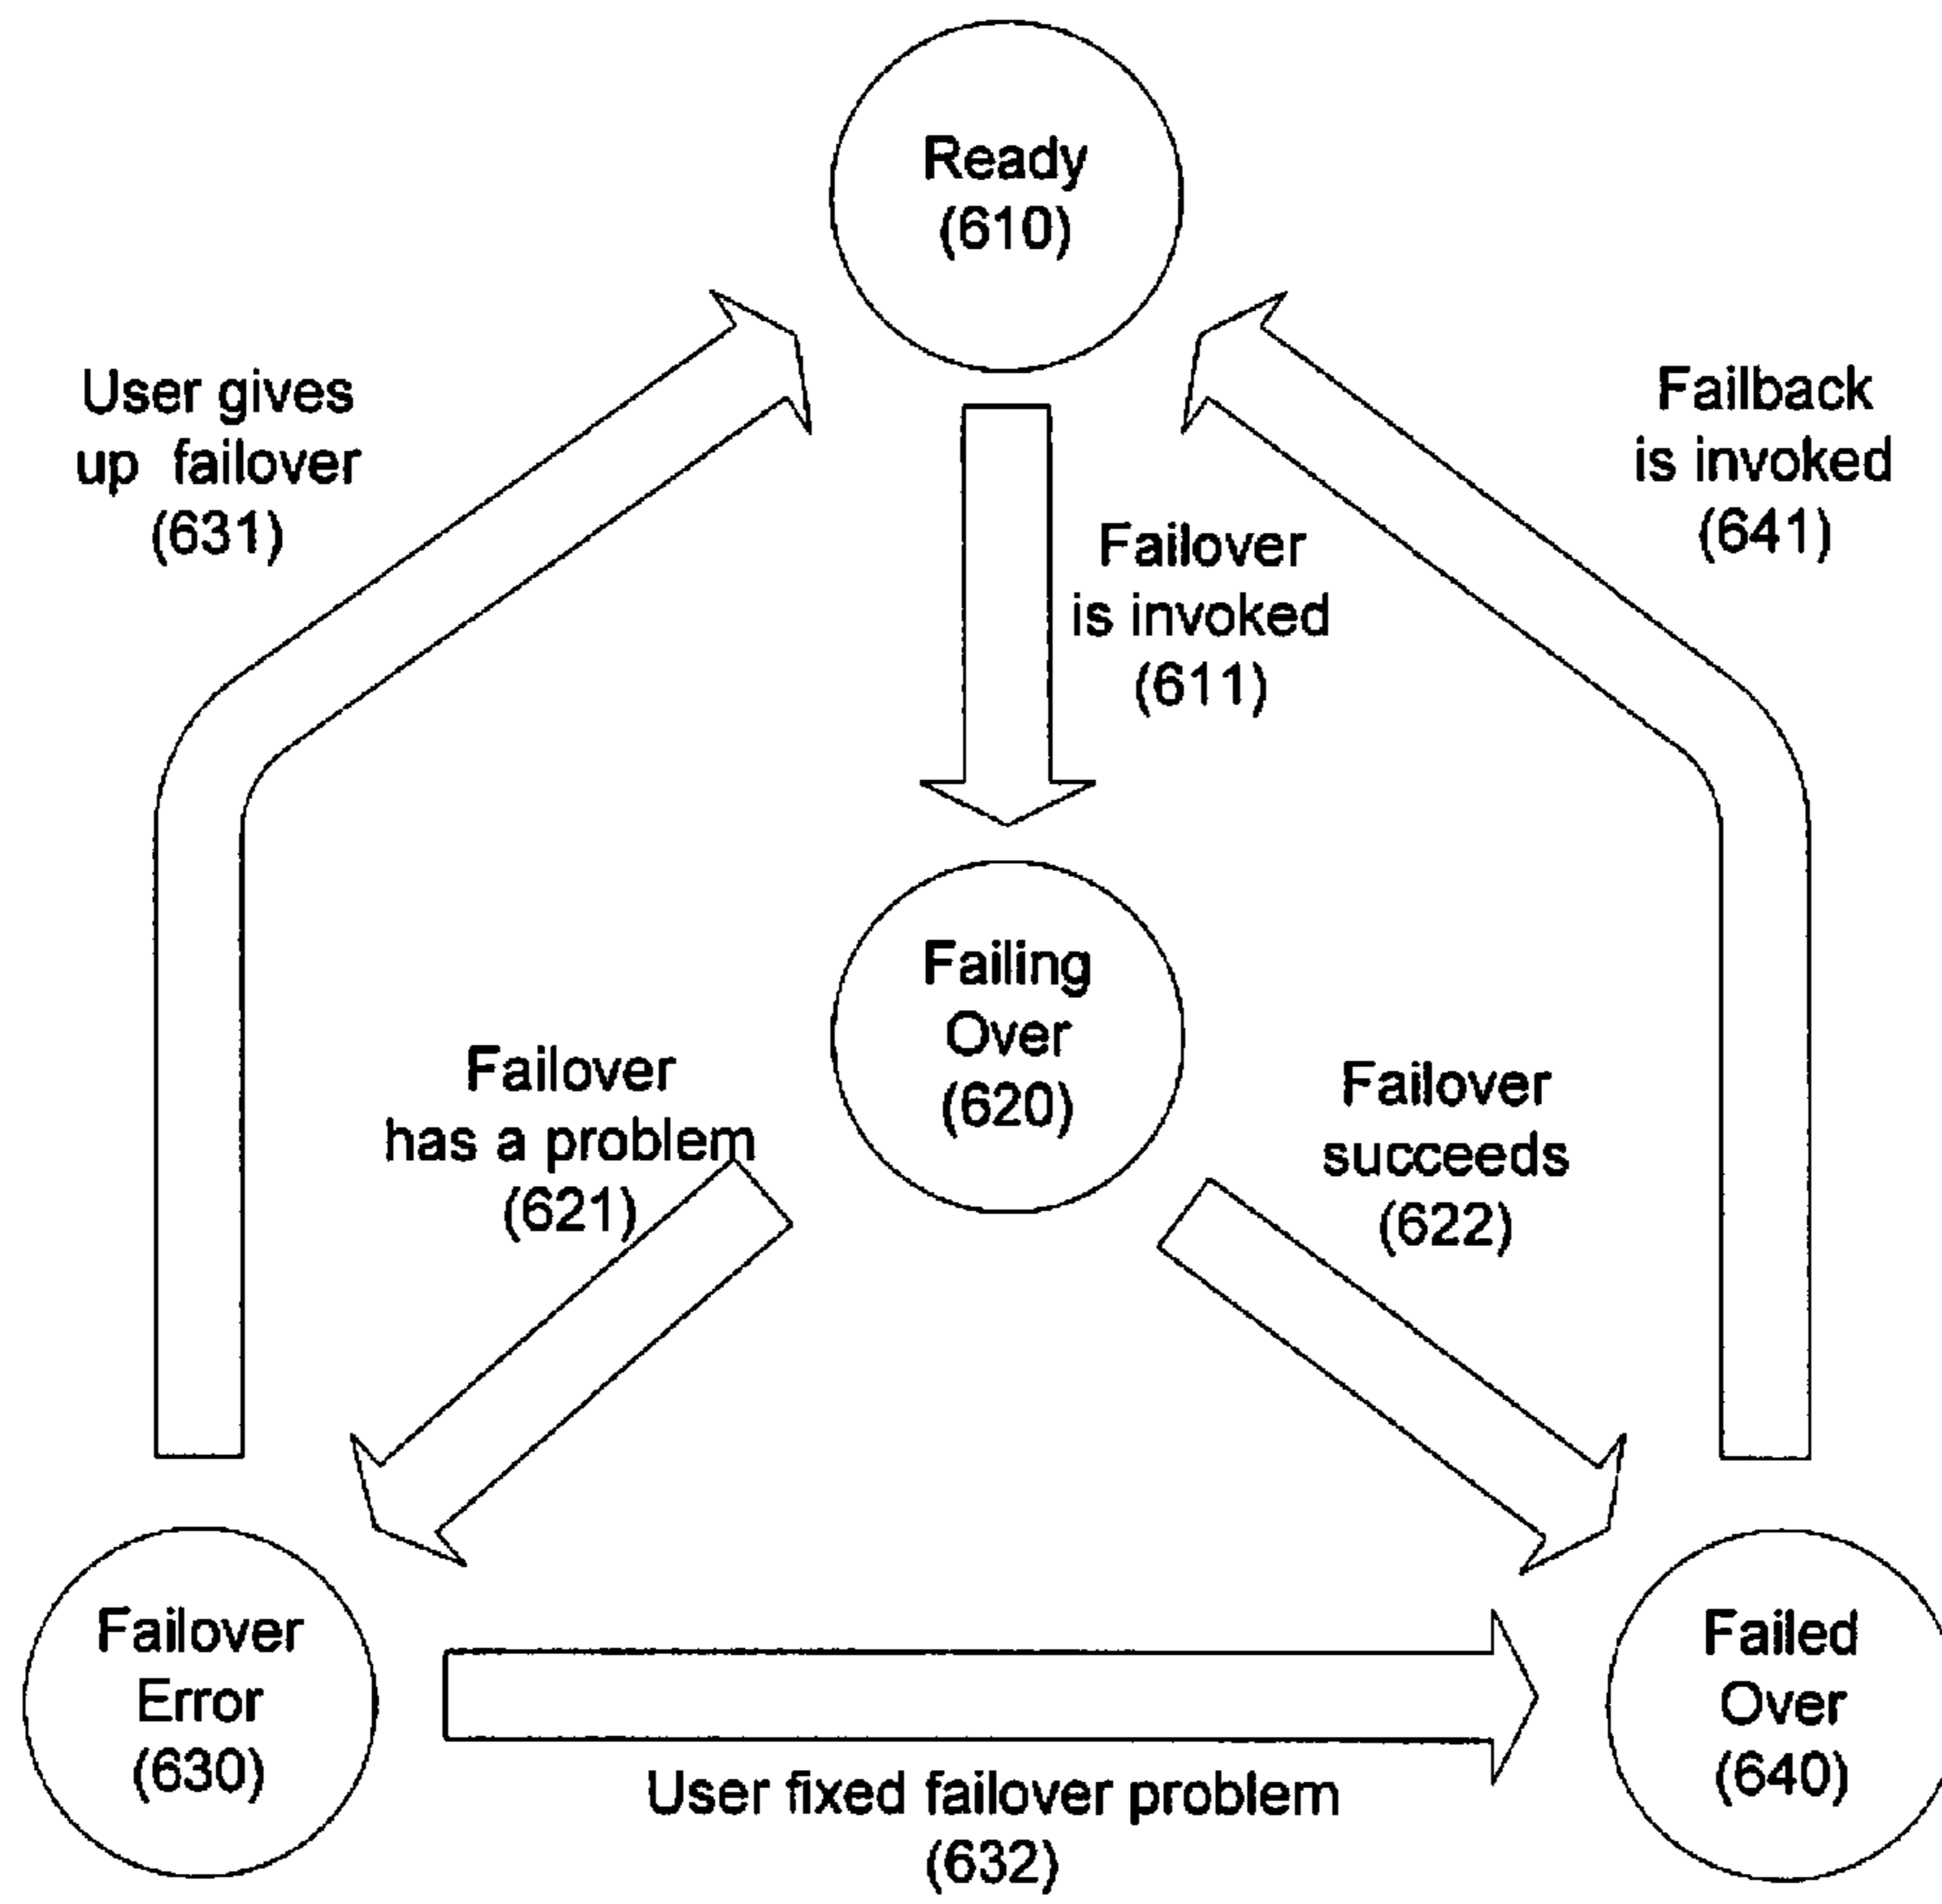 Ready
(610)
User gives
up failover
(631)
Failback
is invoked
(641)
Failover
is invoked
(611)
Failing
Over
(620)
Failover
has a problem
(621)
Failover
succeeds
(622)
Failover
Error
(630)
Failed
Over
(640)
User fixed failover problem
(632)